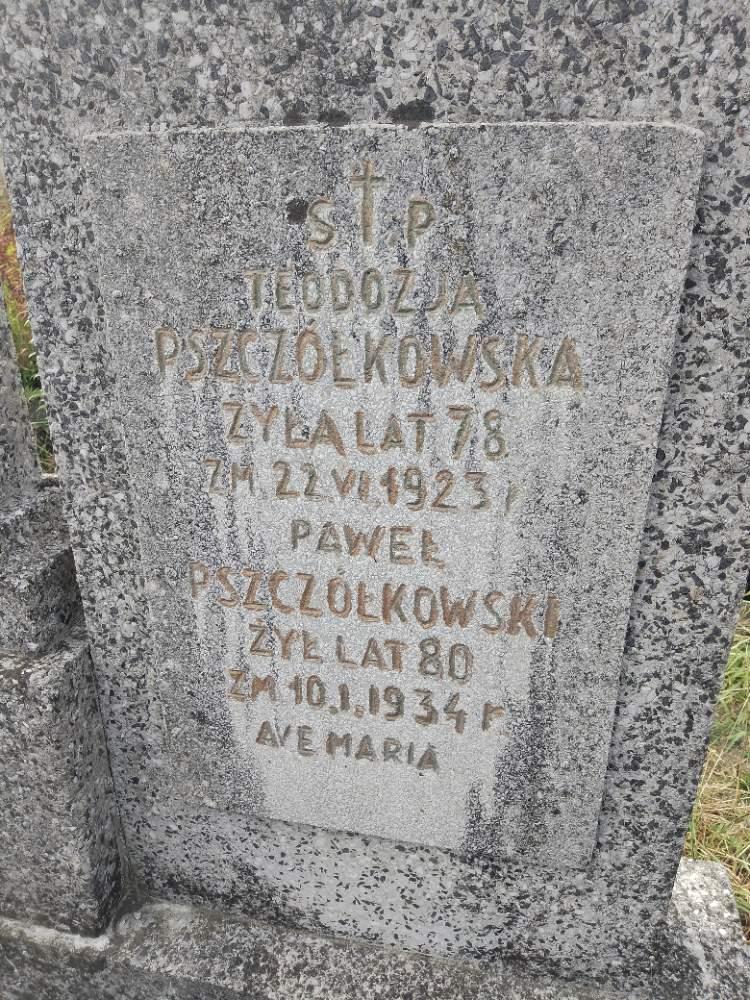 Ś † P
TEODOZJA
PSZCZÓŁKOWSKA
ŻYŁA LAT 78
ZM 22.VI.1923 r
PAWEŁ
PSZCZÓŁKOWSKI
ŻYŁ LAT 80
ZM 10.I.1934 r
AVE MARIA